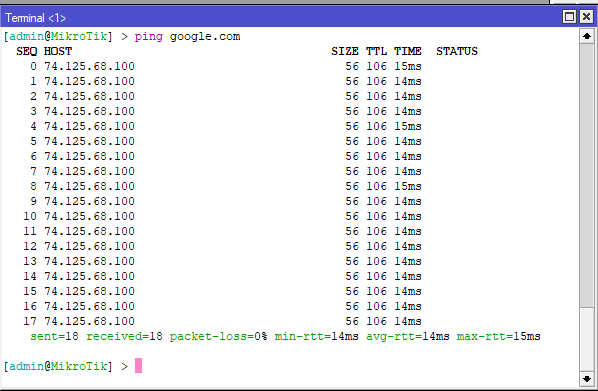 Terminal <1>
[admin@MikroTik] > ping google.com
SEQ HOST SIZE TTL TIME STATUS
0 74.125.68.100 56 106 15ms
1 74.125.68.100 56 106 14ms
2 74.125.68.100 56 106 14ms
3 74.125.68.100 56 106 14ms
4 74.125.68.100 56 106 15ms
5 74.125.68.100 56 106 14ms
6 74.125.68.100 56 106 14ms
7 74.125.68.100 56 106 14ms
8 74.125.68.100 56 106 15ms
9 74.125.68.100 56 106 14ms
10 74.125.68.100 56 106 14ms
11 74.125.68.100 56 106 14ms
12 74.125.68.100 56 106 14ms
13 74.125.68.100 56 106 14ms
14 74.125.68.100 56 106 14ms
15 74.125.68.100 56 106 14ms
16 74.125.68.100 56 106 14ms
17 74.125.68.100 56 106 14ms
sent=18 received=18 packet-loss=0% min-rtt=14ms avg-rtt=14ms max-rtt=15ms
[admin@MikroTik] >